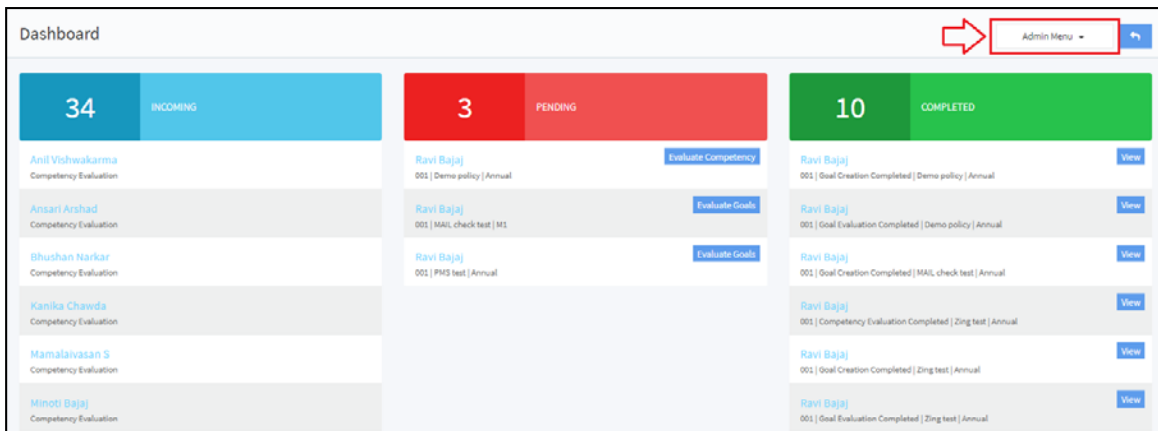 Dashboard
Admin Menu
34
INCOMING
Anil Vishwakarma
Competency Evaluation
Ansari Arshad
Competency Evaluation
Bhushan Narkar
Competency Evaluation
Kanika Chawda
Competency Evaluation
Mamalaivasan S
Competency Evaluation
Minoti Bajaj
Competency Evaluation
3
PENDING
Ravi Bajaj
Evaluate Competency
001 | Demo policy | Annual
Ravi Bajaj
Evaluate Goals
001 | MAIL check test | M1
Ravi Bajaj
Evaluate Goals
001 | PMS test | Annual
10
COMPLETED
Ravi Bajaj
View
001 | Goal Creation Completed | Demo policy | Annual
Ravi Bajaj
View
001 | Goal Evaluation Completed | Demo policy | Annual
Ravi Bajaj
View
001 | Goal Creation Completed | MAIL check test | Annual
Ravi Bajaj
View
001 | Competency Evaluation Completed | Zing test | Annual
Ravi Bajaj
View
001 | Goal Creation Completed | Zing test | Annual
Ravi Bajaj
View
001 | Goal Evaluation Completed | Zing test | Annual